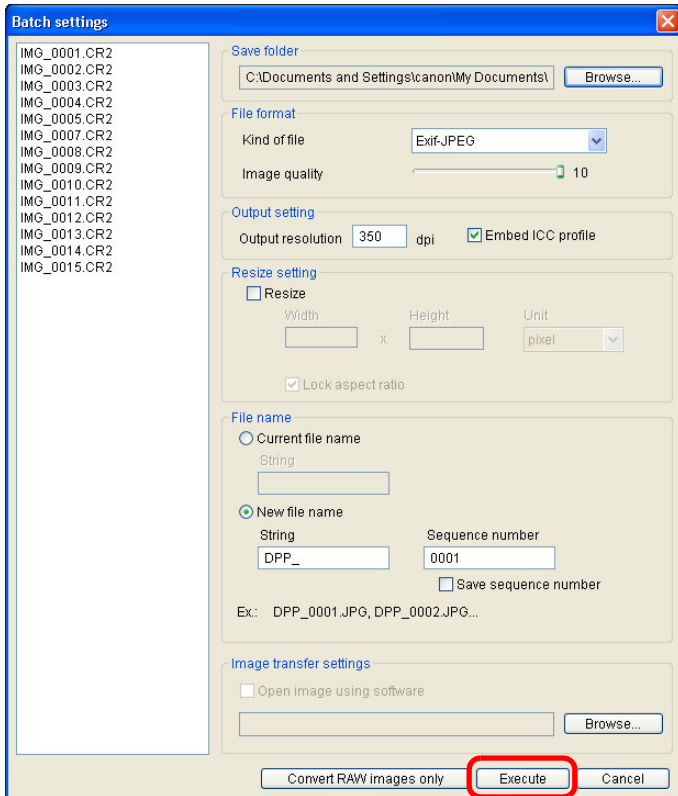 Batch settings
IMG_0001.CR2
IMG_0002.CR2
IMG_0003.CR2
IMG_0004.CR2
IMG_0005.CR2
IMG_0007.CR2
IMG_0008.CR2
IMG_0009.CR2
IMG_0010.CR2
IMG_0011.CR2
IMG_0012.CR2
IMG_0013.CR2
IMG_0014.CR2
IMG_0015.CR2
Save folder
C:\Documents and Settings\canon\My Documents\ Browse...
File format
Kind of file Exif-JPEG
Image quality 10
Output setting
Output resolution 350 dpi Embed ICC profile
Resize setting
Resize
Width Height Unit
x pixel
Lock aspect ratio
File name
Current file name
String
New file name
String Sequence number
DPP_ 0001
Save sequence number
Ex.: DPP_0001.JPG, DPP_0002.JPG...
Image transfer settings
Open image using software
Browse...
Convert RAW images only Execute Cancel